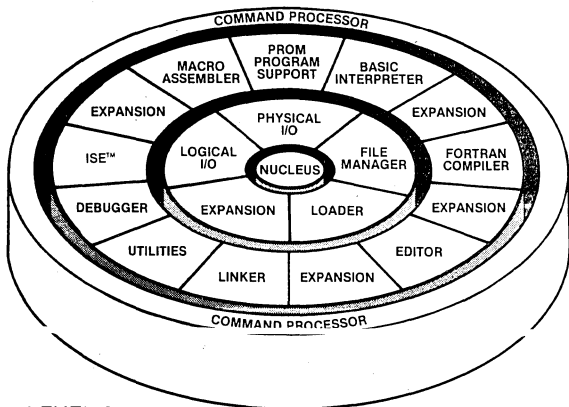 COMMAND PROCESSOR
PROM
PROGRAM
SUPPORT
MACRO
ASSEMBLER
BASIC
INTERPRETER
EXPANSION
PHYSICAL
I/O
EXPANSION
ISE™
LOGICAL
I/O
NUCLEUS
FILE
MANAGER
FORTRAN
COMPILER
DEBUGGER
EXPANSION
LOADER
EXPANSION
UTILITIES
LINKER
EXPANSION
EDITOR
COMMAND PROCESSOR